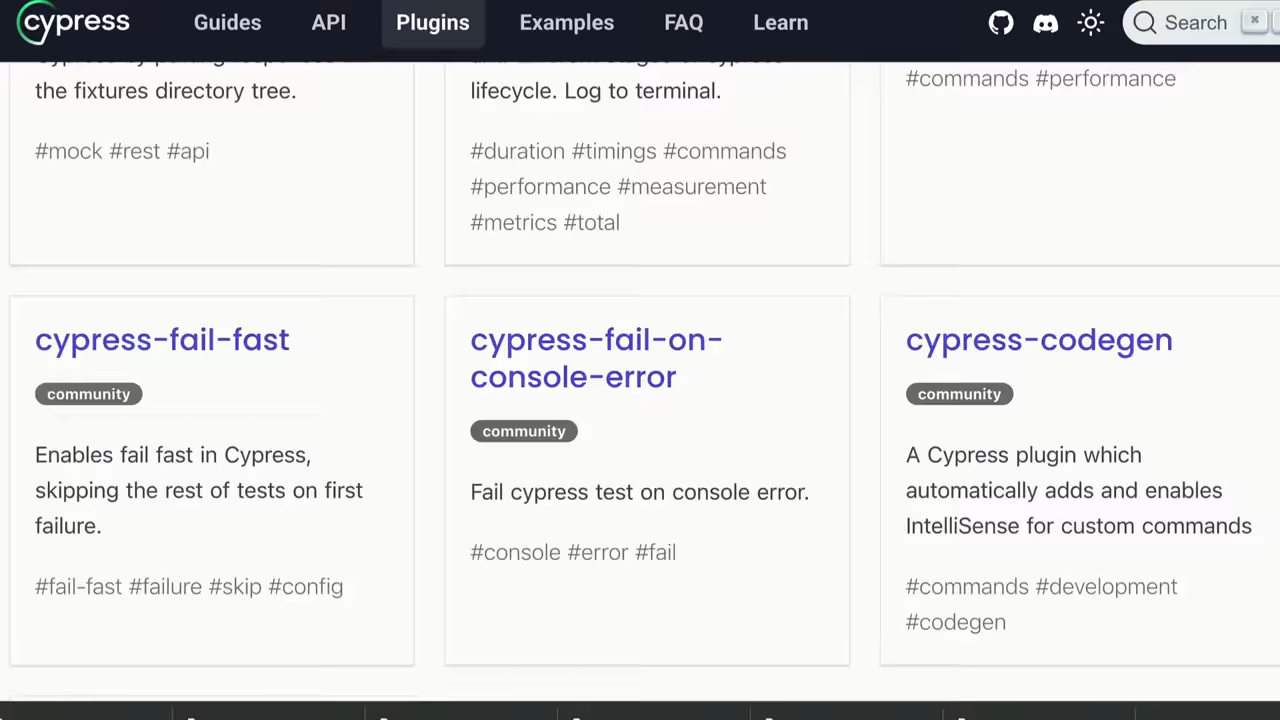 cypress Guides API Plugins Examples FAQ Learn Search ⌘
the fixtures directory tree.
#mock #rest #api
lifecycle. Log to terminal.
#duration #timings #commands
#performance #measurement
#metrics #total
#commands #performance
cypress-fail-fast
community
Enables fail fast in Cypress,
skipping the rest of tests on first
failure.
#fail-fast #failure #skip #config
cypress-fail-on-
console-error
community
Fail cypress test on console error.
#console #error #fail
cypress-codegen
community
A Cypress plugin which
automatically adds and enables
IntelliSense for custom commands
#commands #development
#codegen